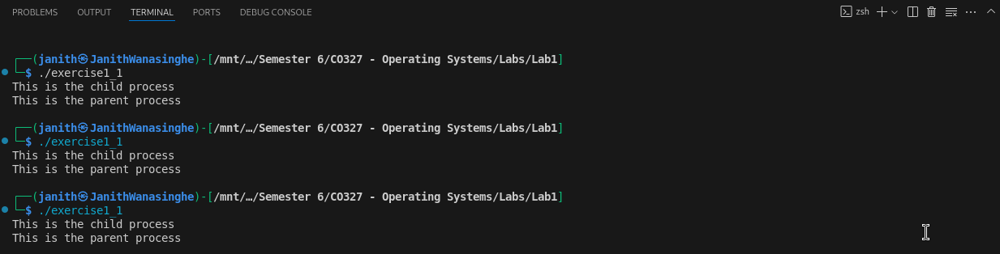 PROBLEMS OUTPUT TERMINAL PORTS DEBUG CONSOLE zsh
┌──(janith㉿JanithWanasinghe)-[/mnt/…/Semester 6/CO327 - Operating Systems/Labs/Lab1]
└─$ ./exercise1_1
This is the child process
This is the parent process
┌──(janith㉿JanithWanasinghe)-[/mnt/…/Semester 6/CO327 - Operating Systems/Labs/Lab1]
└─$ ./exercise1_1
This is the child process
This is the parent process
┌──(janith㉿JanithWanasinghe)-[/mnt/…/Semester 6/CO327 - Operating Systems/Labs/Lab1]
└─$ ./exercise1_1
This is the child process
This is the parent process